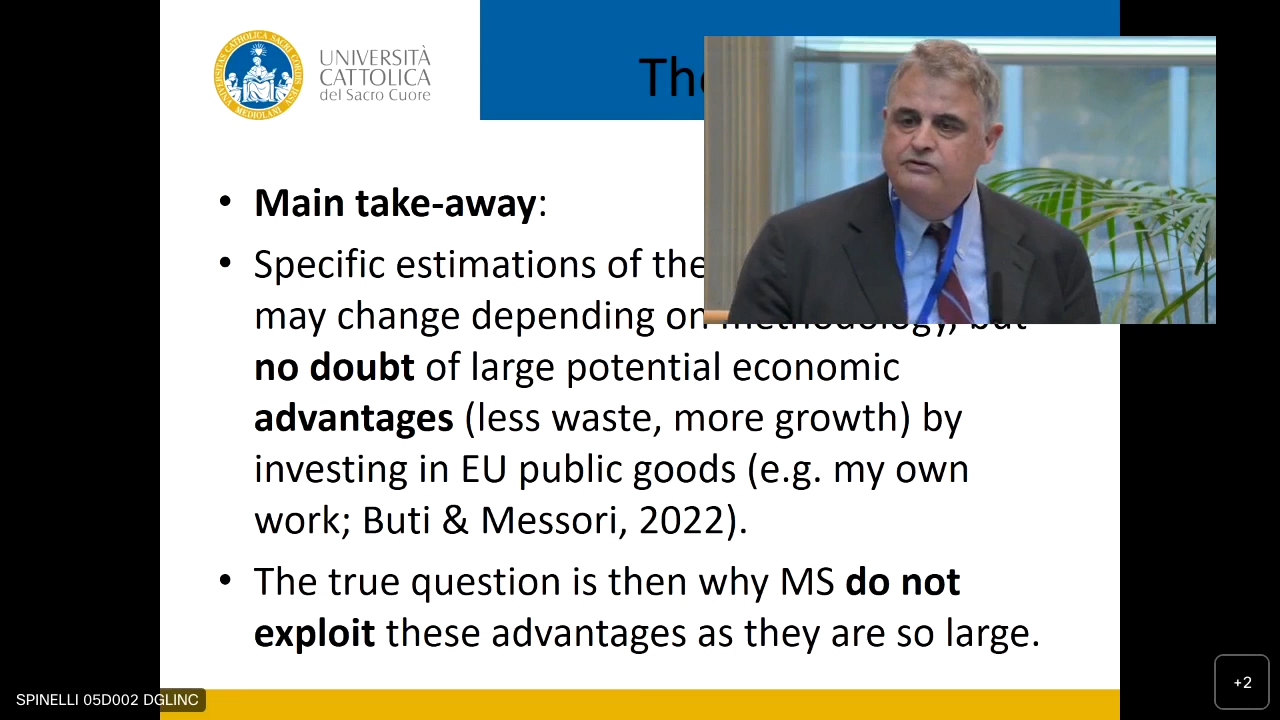 UNIVERSITÀ
CATTOLICA
del Sacro Cuore
• Main take-away:
• Specific estimations of the
may change depending on methodology, but
no doubt of large potential economic
advantages (less waste, more growth) by
investing in EU public goods (e.g. my own
work; Buti & Messori, 2022).
• The true question is then why MS do not
exploit these advantages as they are so large.
SPINELLI 05D002 DGLINC
+2